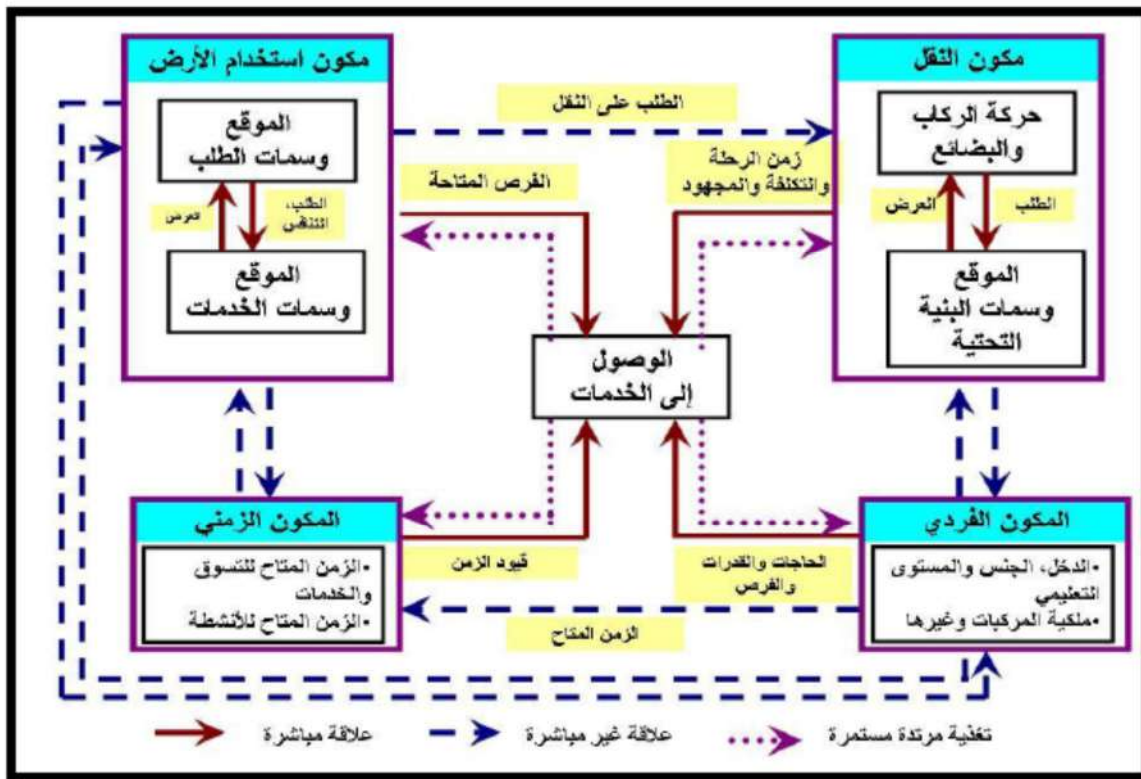 مكون النقل
حركة الركاب
والبضائع
العرض
الطلب
الموقع
وسمات البنية
التحتية
الطلب على النقل
زمن الرحلة
والتكلفة والمجهود
الفرص المتاحة
مكون استخدام الأرض
الموقع
وسمات الطلب
العرض
الطلب،
التنافس
الموقع
وسمات الخدمات
الوصول
إلى الخدمات
المكون الفردي
•الدخل، الجنس والمستوى
التعليمي
•ملكية المركبات وغيرها
الحاجات والقدرات
والفرص
قيود الزمن
الزمن المتاح
المكون الزمني
•الزمن المتاح للتسوق
والخدمات
•الزمن المتاح للأنشطة
تغذية مرتدة مستمرة
علاقة غير مباشرة
علاقة مباشرة